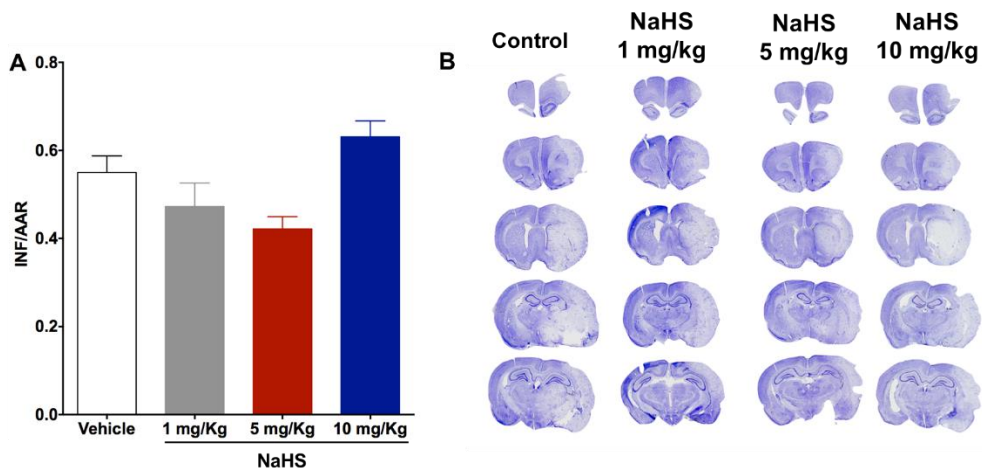 A
INF/AAR
0.8
0.6
0.4
0.2
0.0
Vehicle 1 mg/Kg 5 mg/Kg 10 mg/Kg
NaHS
B
Control
NaHS
1 mg/kg
NaHS
5 mg/kg
NaHS
10 mg/kg